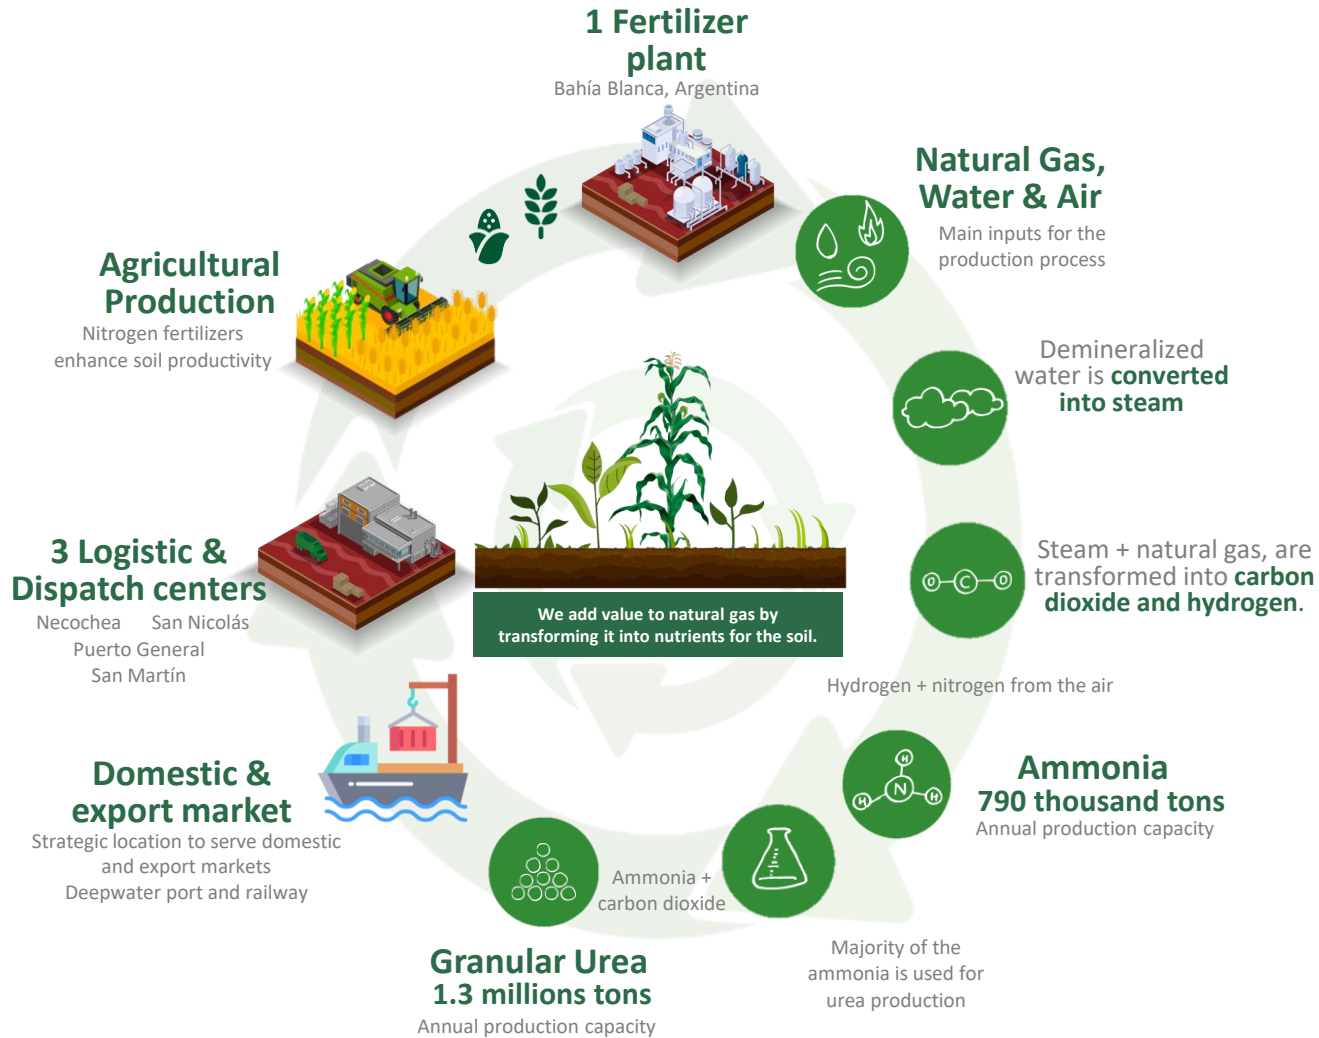 1 Fertilizer
plant
Bahía Blanca, Argentina
Natural Gas,
Water & Air
Main inputs for the
production process
Demineralized
water is converted
into steam
O C O
Steam + natural gas, are
transformed into carbon
dioxide and hydrogen.
Hydrogen + nitrogen from the air
H
N
H H
Ammonia
790 thousand tons
Annual production capacity
Majority of the
ammonia is used for
urea production
Ammonia +
carbon dioxide
Granular Urea
1.3 millions tons
Annual production capacity
Domestic &
export market
Strategic location to serve domestic
and export markets
Deepwater port and railway
3 Logistic &
Dispatch centers
Necochea San Nicolás
Puerto General
San Martín
Agricultural
Production
Nitrogen fertilizers
enhance soil productivity
We add value to natural gas by
transforming it into nutrients for the soil.